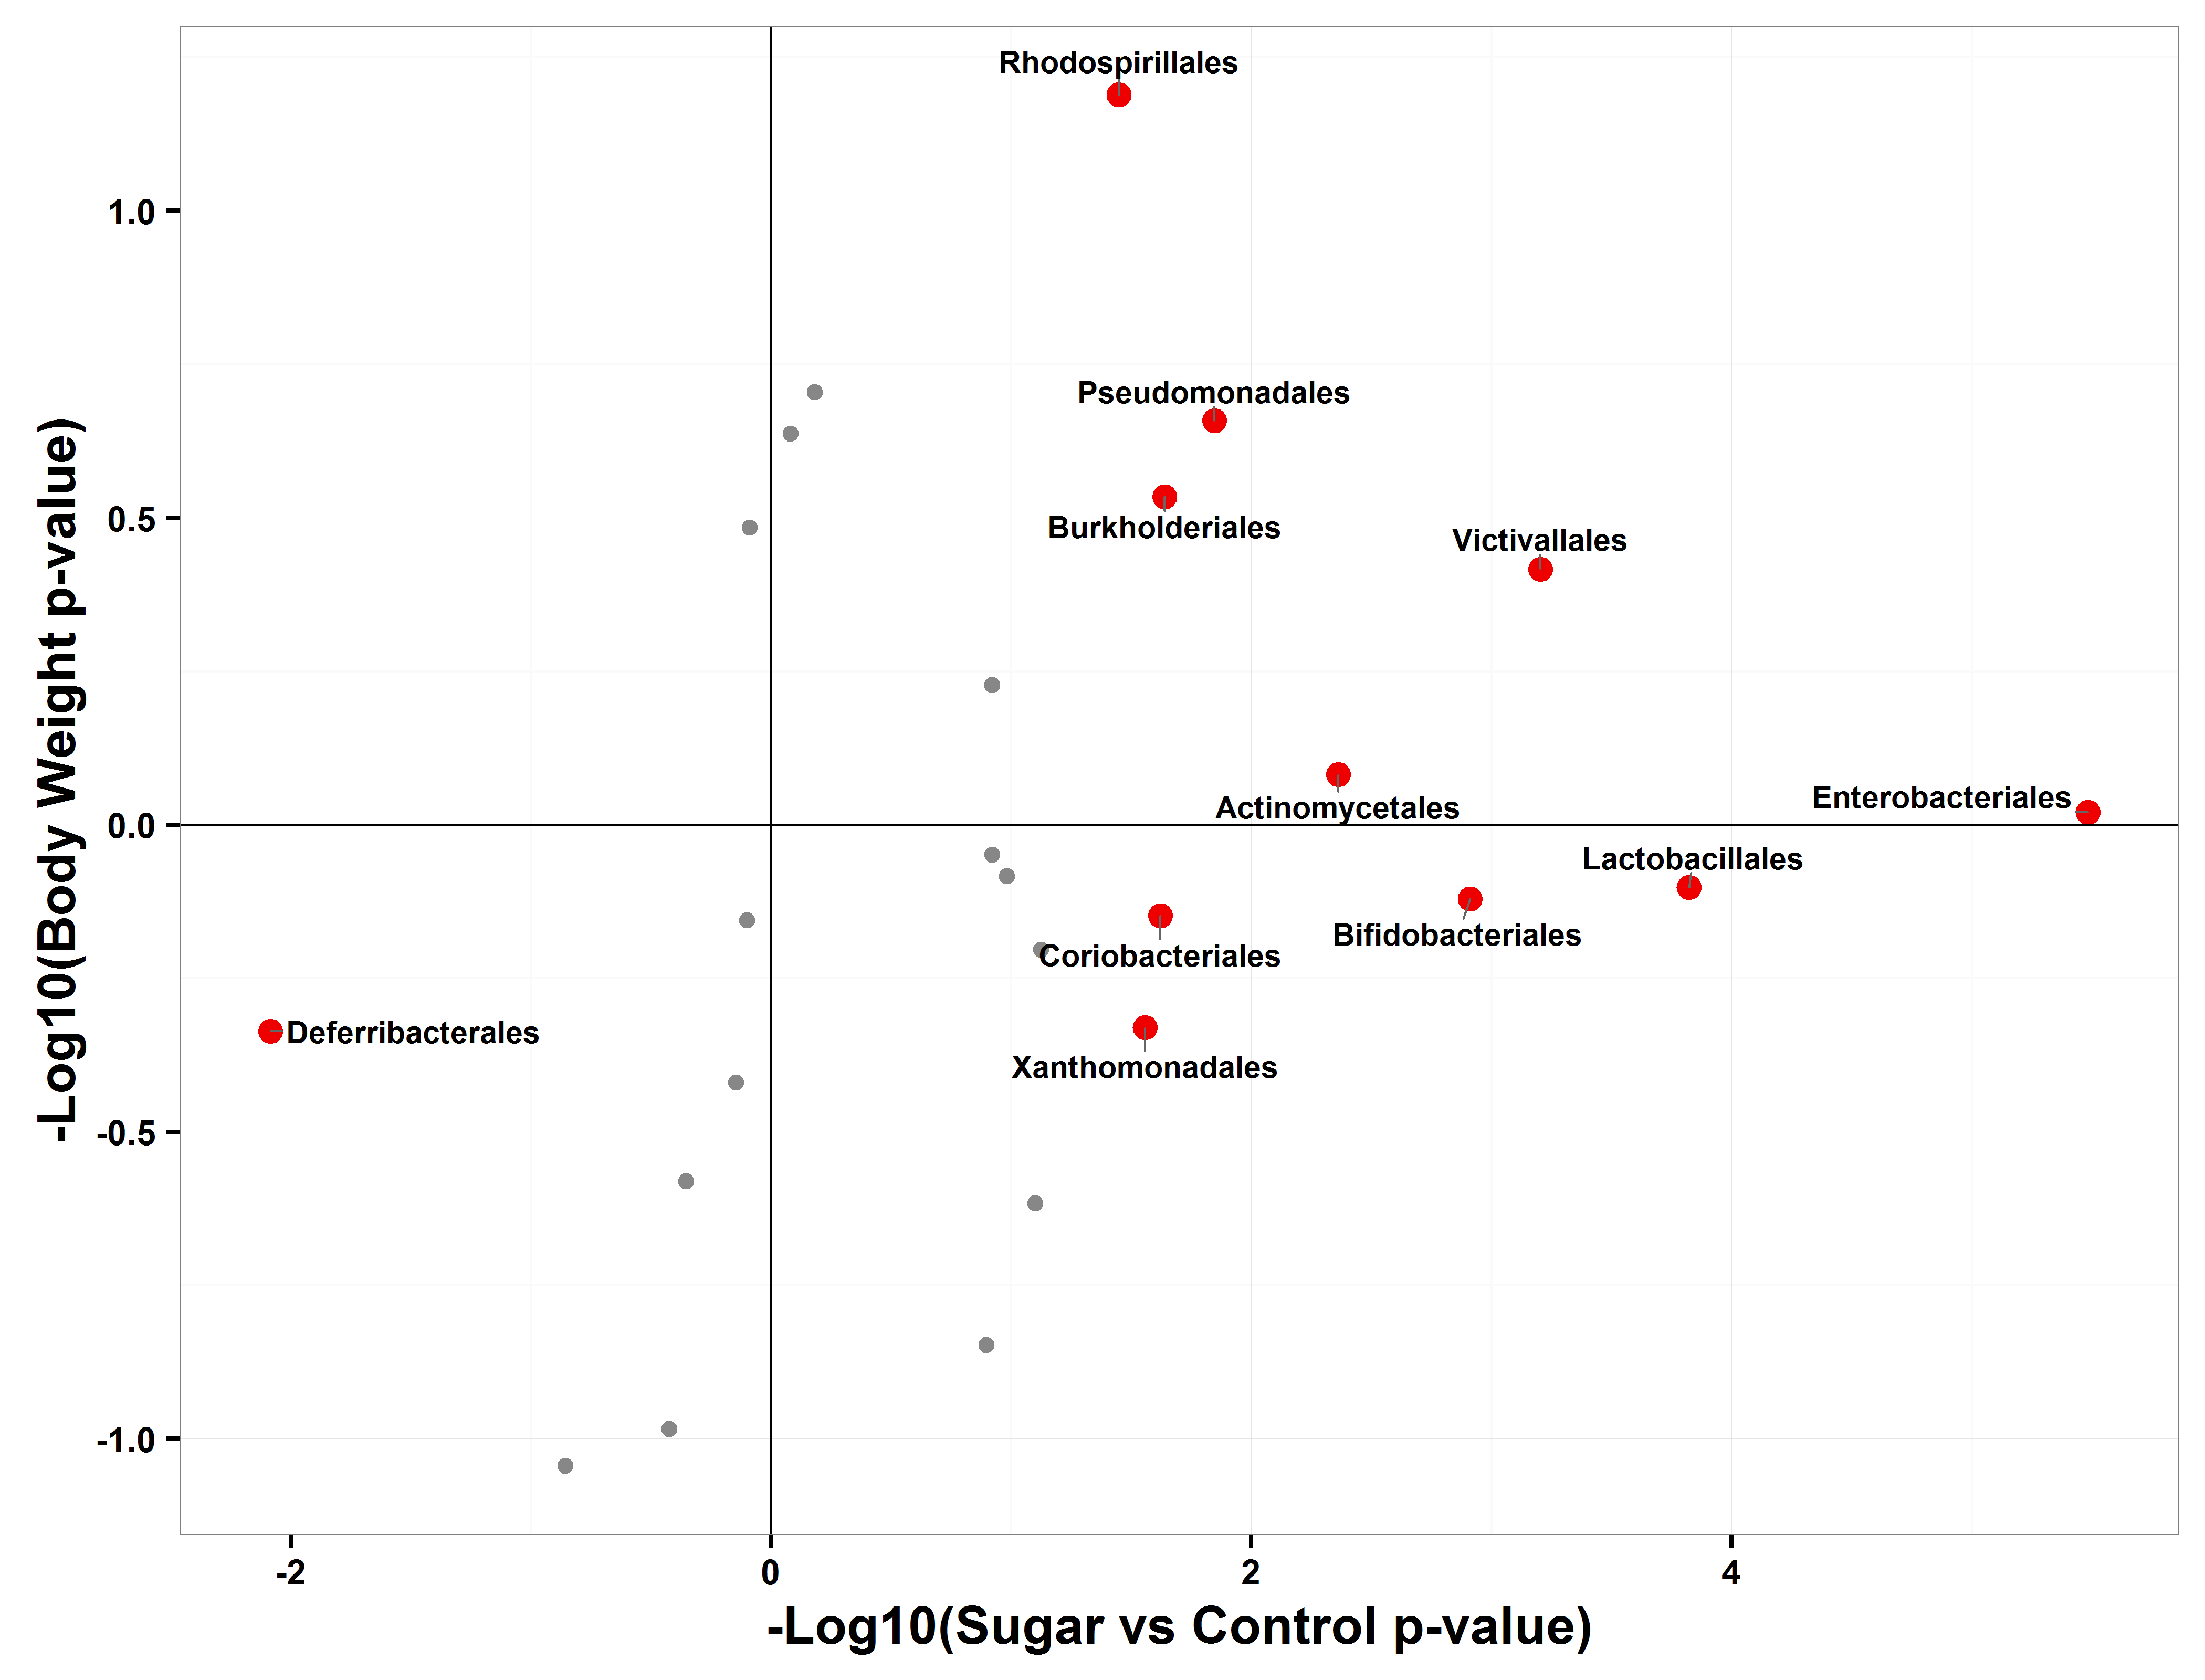 Rhodospirillales
1.0
Pseudomonadales
0.5
Burkholderiales
Victivallales
Enterobacteriales
Actinomycetales
0.0
Lactobacillales
Bifidobacteriales
Coriobacteriales
Deferribacterales
Xanthomonadales
-0.5
-1.0
-Log10(Body Weight p-value)
-2
0
2
4
-Log10(Sugar vs Control p-value)